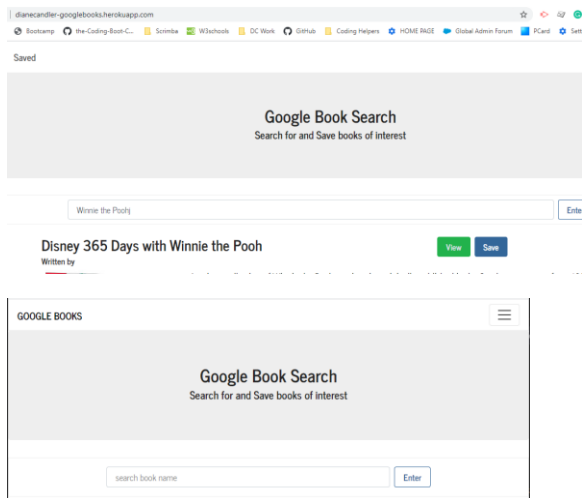 dianecandler-googlebooks.herokuapp.com
Bootcamp the-Coding-Boot-C... Scrimba W3schools DC Work GitHub Coding Helpers HOME PAGE Global Admin Forum PCard Sett
Saved
Google Book Search
Search for and Save books of interest
Winnie the Pooh
Enter
Disney 365 Days with Winnie the Pooh
View Save
Written by
GOOGLE BOOKS
Google Book Search
Search for and Save books of interest
search book name
Enter